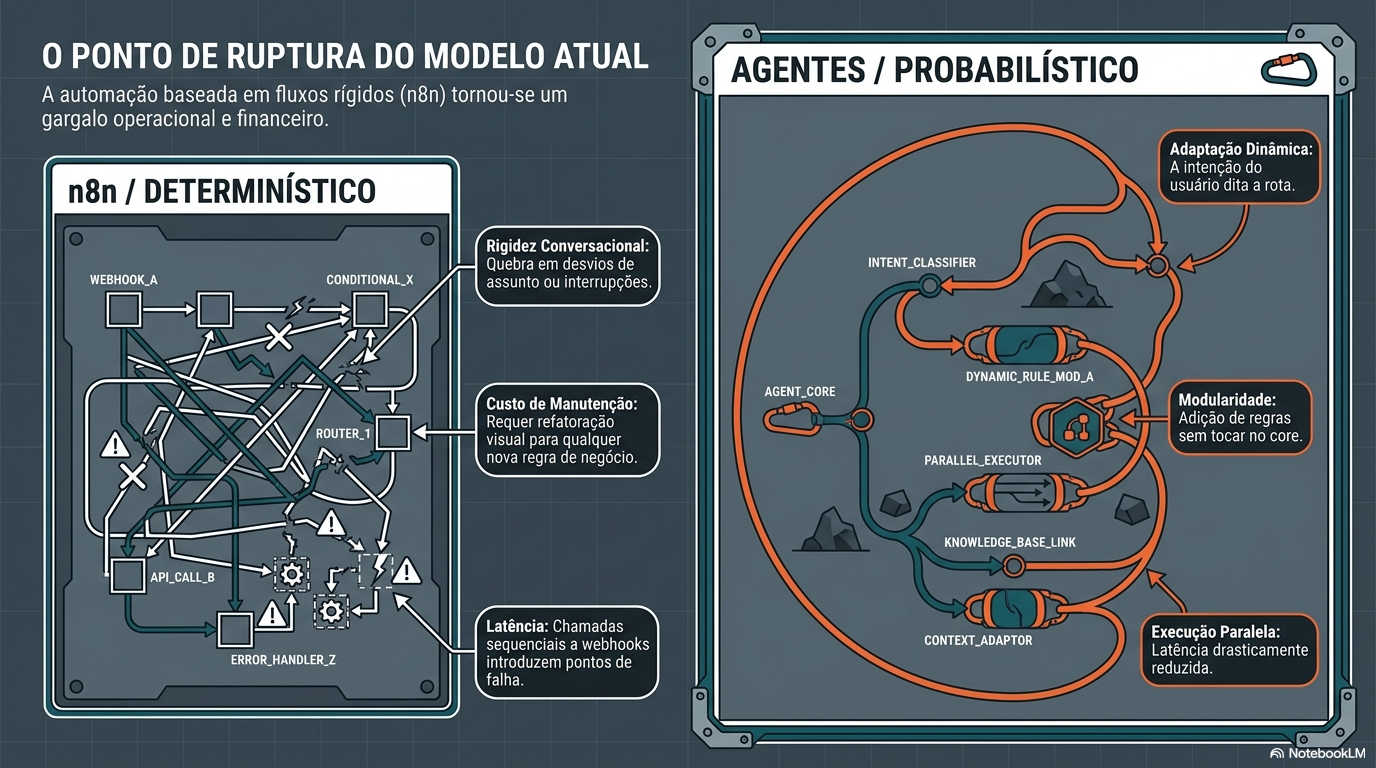 O PONTO DE RUPTURA DO MODELO ATUAL
A automação baseada em fluxos rígidos (n8n) tornou-se um
gargalo operacional e financeiro.
n8n / DETERMINÍSTICO
WEBHOOK_A
CONDITIONAL_X
ROUTER_1
API_CALL_B
ERROR_HANDLER_Z
Rigidez Conversacional:
Quebra em desvios de
assunto ou interrupções.
Custo de Manutenção:
Requer refatoração
visual para qualquer
nova regra de negócio.
Latência: Chamadas
sequenciais a webhooks
introduzem pontos de
falha.
AGENTES / PROBABILÍSTICO
INTENT_CLASSIFIER
DYNAMIC_RULE_MOD_A
AGENT_CORE
PARALLEL_EXECUTOR
KNOWLEDGE_BASE_LINK
CONTEXT_ADAPTOR
Adaptação Dinâmica:
A intenção do
usuário dita a rota.
Modularidade:
Adição de regras
sem tocar no core.
Execução Paralela:
Latência drasticamente
reduzida.
NotebookLM